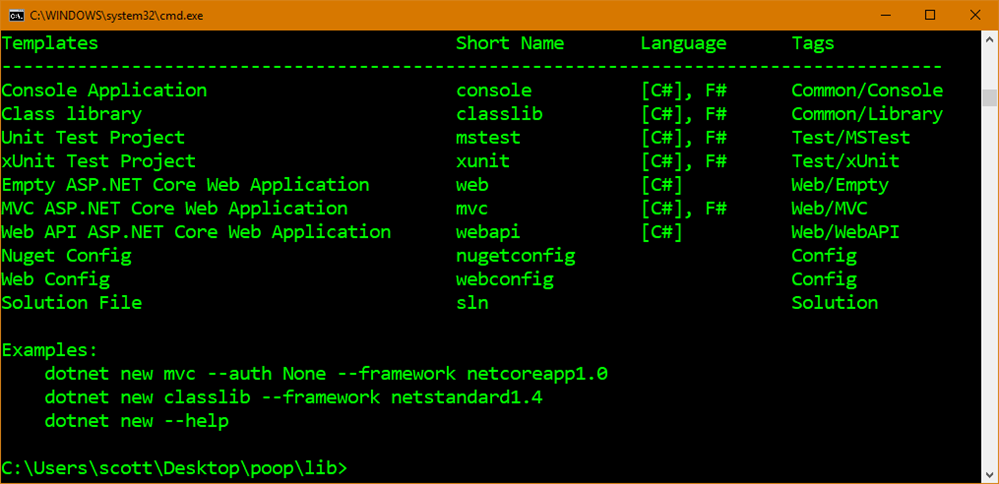 C:\WINDOWS\system32\cmd.exe
Templates Short Name Language Tags
----------------------------------------------------------------------------------------
Console Application console [C#], F# Common/Console
Class library classlib [C#], F# Common/Library
Unit Test Project mstest [C#], F# Test/MSTest
xUnit Test Project xunit [C#], F# Test/xUnit
Empty ASP.NET Core Web Application web [C#] Web/Empty
MVC ASP.NET Core Web Application mvc [C#], F# Web/MVC
Web API ASP.NET Core Web Application webapi [C#] Web/WebAPI
Nuget Config nugetconfig Config
Web Config webconfig Config
Solution File sln Solution
Examples:
dotnet new mvc --auth None --framework netcoreapp1.0
dotnet new classlib --framework netstandard1.4
dotnet new --help
C:\Users\scott\Desktop\poop\lib>